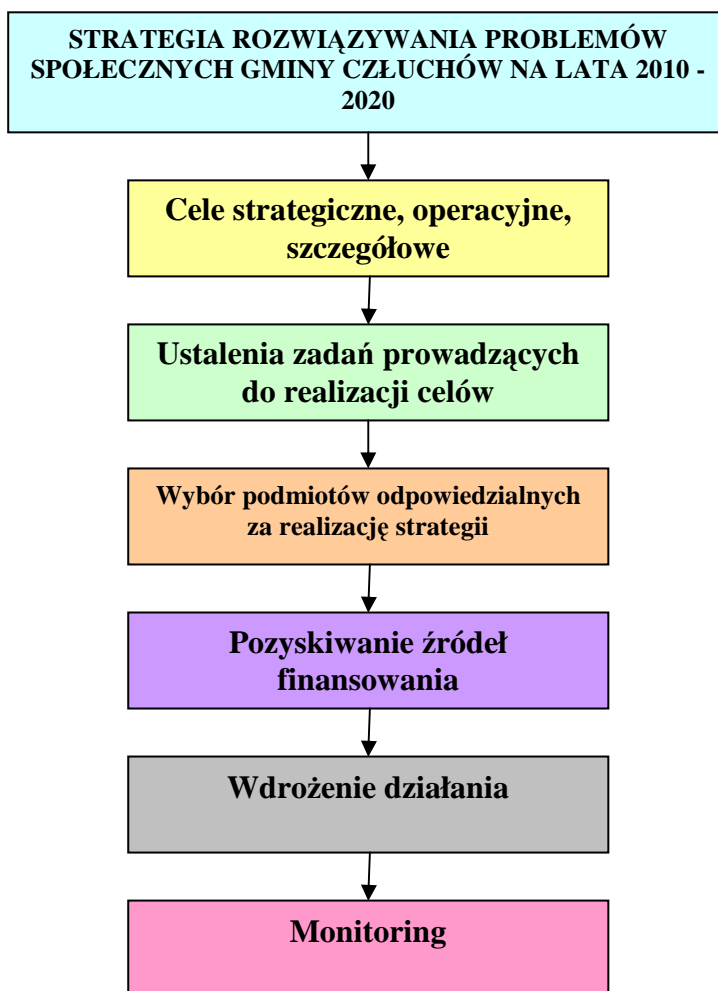 STRATEGIA ROZWIĄZYWANIA PROBLEMÓW
SPOŁECZNYCH GMINY CZŁUCHÓW NA LATA 2010 -
2020
Cele strategiczne, operacyjne,
szczegółowe
Ustalenia zadań prowadzących
do realizacji celów
Wybór podmiotów odpowiedzialnych
za realizację strategii
Pozyskiwanie źródeł
finansowania
Wdrożenie działania
Monitoring